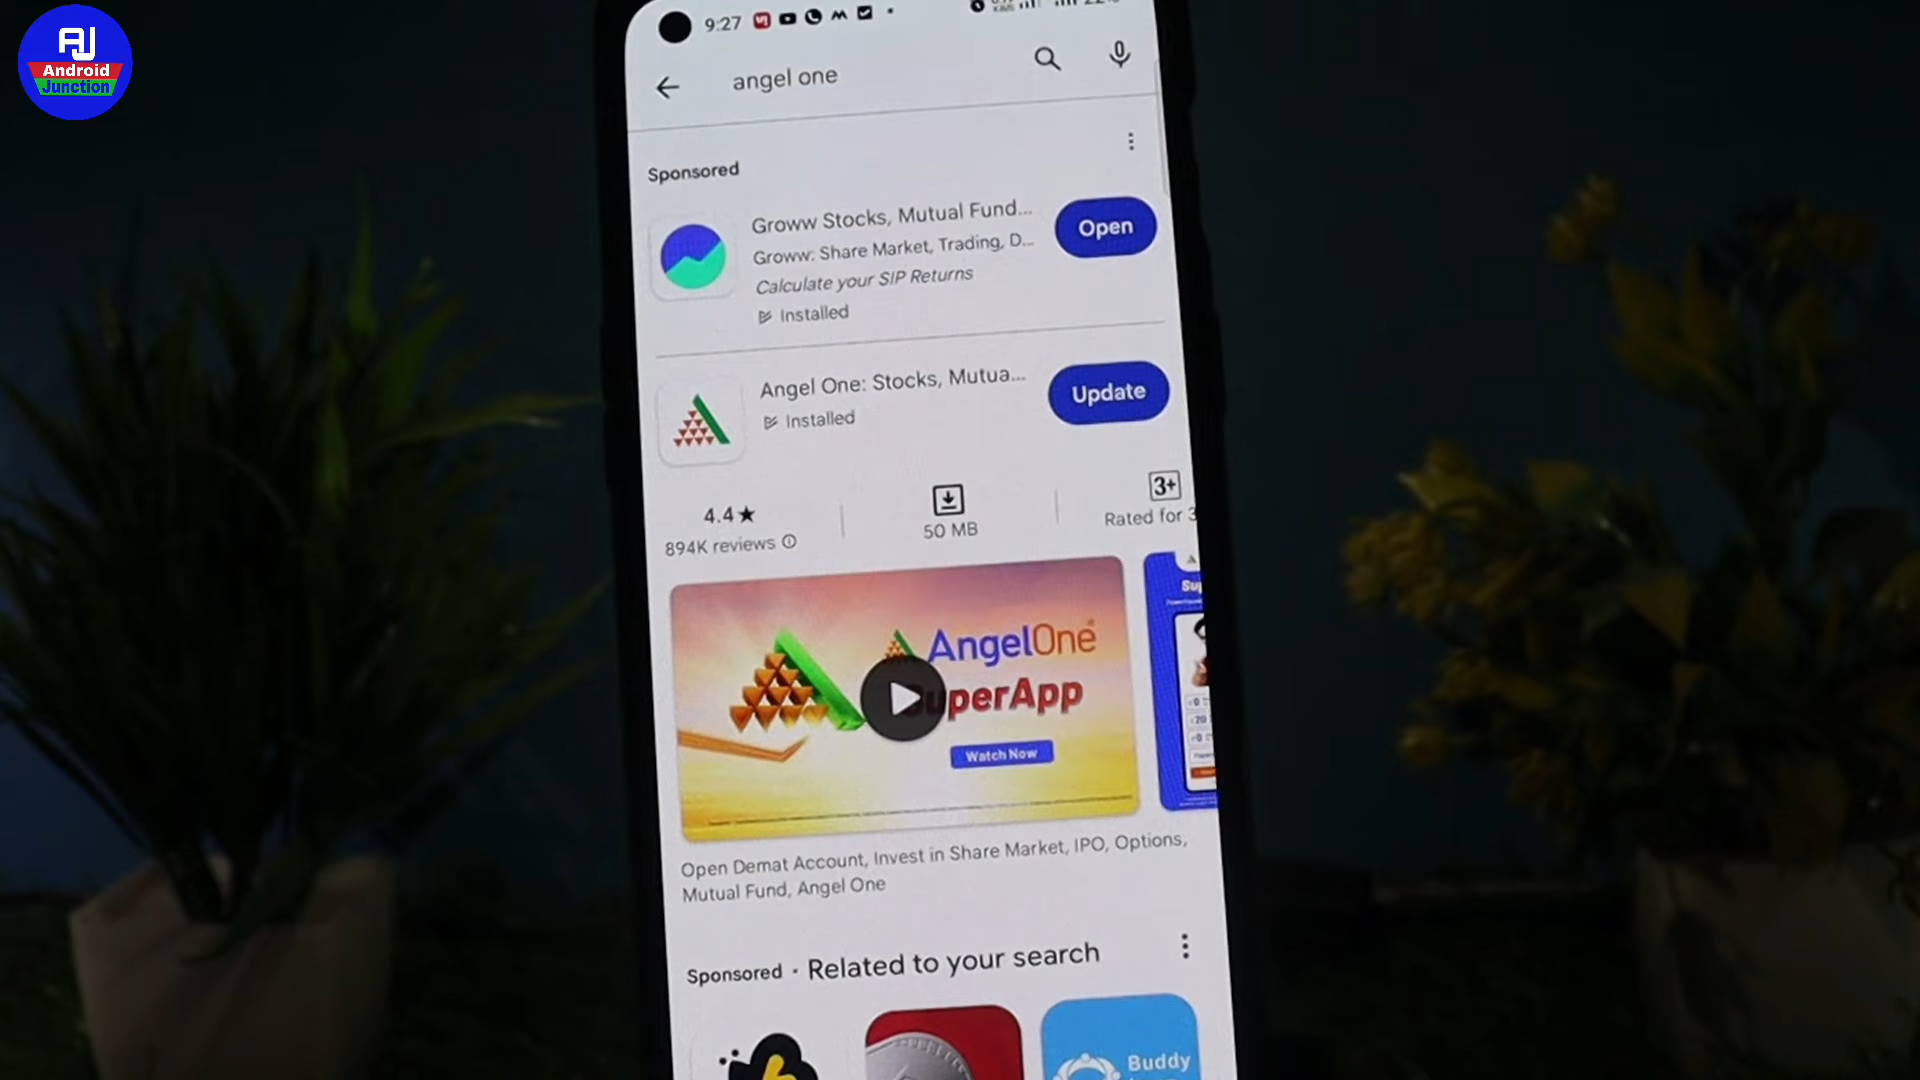 AJ
Android
Junction
9:27
angel one
Sponsored
Groww Stocks, Mutual Fund...
Groww: Share Market, Trading, D...
Calculate your SIP Returns
Installed
Open
Angel One: Stocks, Mutua...
Installed
Update
4.4★
894K reviews
50 MB
3+
Rated for 3
AngelOne
SuperApp
Watch Now
Open Demat Account, Invest in Share Market, IPO, Options,
Mutual Fund, Angel One
Sponsored · Related to your search
Buddy